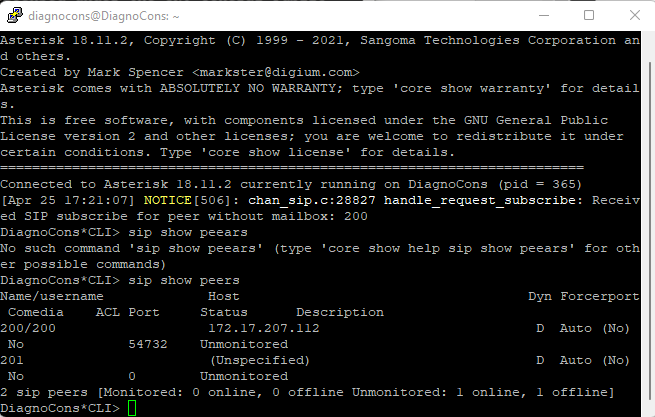 diagnocons@DiagnoCons: ~
Asterisk 18.11.2, Copyright (C) 1999 - 2021, Sangoma Technologies Corporation an
d others.
Created by Mark Spencer <markster@digium.com>
Asterisk comes with ABSOLUTELY NO WARRANTY; type 'core show warranty' for detail
s.
This is free software, with components licensed under the GNU General Public
License version 2 and other licenses; you are welcome to redistribute it under
certain conditions. Type 'core show license' for details.
=========================================================================
Connected to Asterisk 18.11.2 currently running on DiagnoCons (pid = 365)
[Apr 25 17:21:07] NOTICE[506]: chan_sip.c:28827 handle_request_subscribe: Receiv
ed SIP subscribe for peer without mailbox: 200
DiagnoCons*CLI> sip show peears
No such command 'sip show peears' (type 'core show help sip show peears' for oth
er possible commands)
DiagnoCons*CLI> sip show peers
Name/username             Host                                    Dyn Forcerport
 Comedia    ACL Port     Status      Description
200/200                   172.17.207.112                           D  Auto (No)
 No             54732    Unmonitored
201                       (Unspecified)                            D  Auto (No)
 No             0        Unmonitored
2 sip peers [Monitored: 0 online, 0 offline Unmonitored: 1 online, 1 offline]
DiagnoCons*CLI>